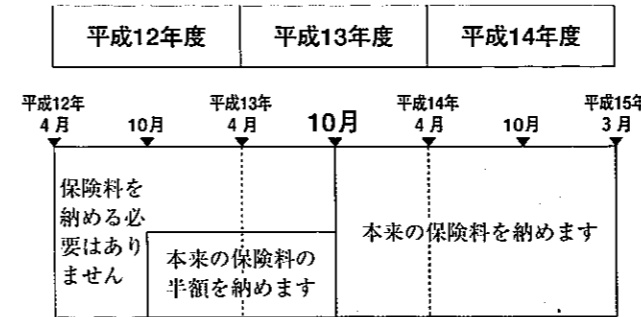 平成12年度 平成13年度 平成14年度
平成12年 平成13年 平成14年 平成15年
4月 10月 4月 10月 4月 10月 3月
保険料を
納める必
要はあり
ません
本来の保険料の
半額を納めます
本来の保険料を納めます